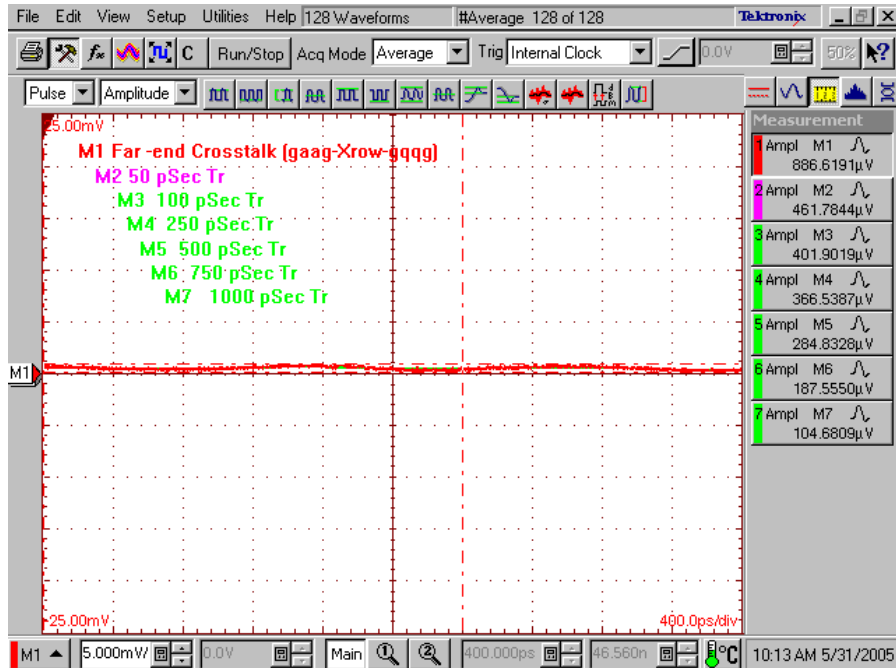 File Edit View Setup Utilities Help 128 Waveforms #Average 128 of 128 Tektronix
C Run/Stop Acq Mode Average Trig Internal Clock 0.0V 50%
Pulse Amplitude
25.00mV
M1 Far -end Crosstalk (gaag-Xrow-gqqg)
M2 50 pSec Tr
M3 100 pSec Tr
M4 250 pSec Tr
M5 500 pSec Tr
M6 750 pSec Tr
M7 1000 pSec Tr
M1
-25.00mV 400.0ps/div
Measurement
1 Ampl M1
886.6191µV
2 Ampl M2
461.7844µV
3 Ampl M3
401.9019µV
4 Ampl M4
366.5387µV
5 Ampl M5
284.8328µV
6 Ampl M6
187.5550µV
7 Ampl M7
104.6809µV
M1 5.000mV/ 0.0V Main 1 2 400.000ps 46.560n °C 10:13 AM 5/31/2005